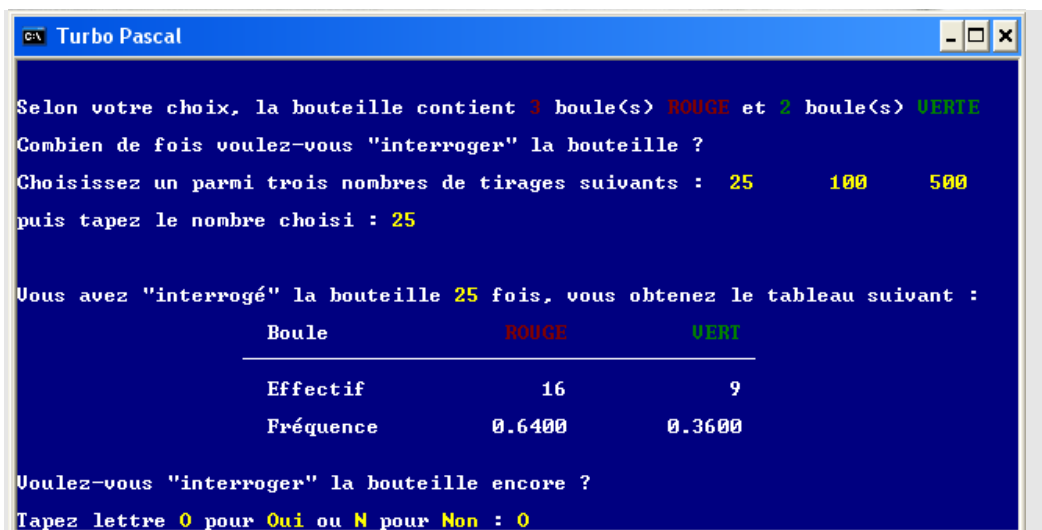 Turbo Pascal
Selon votre choix, la bouteille contient 3 boule(s) ROUGE et 2 boule(s) VERTE
Combien de fois voulez-vous "interroger" la bouteille ?
Choisissez un parmi trois nombres de tirages suivants : 25 100 500
puis tapez le nombre choisi : 25
Vous avez "interrogé" la bouteille 25 fois, vous obtenez le tableau suivant :
Boule ROUGE VERT
Effectif 16 9
Fréquence 0.6400 0.3600
Voulez-vous "interroger" la bouteille encore ?
Tapez lettre O pour Oui ou N pour Non : O